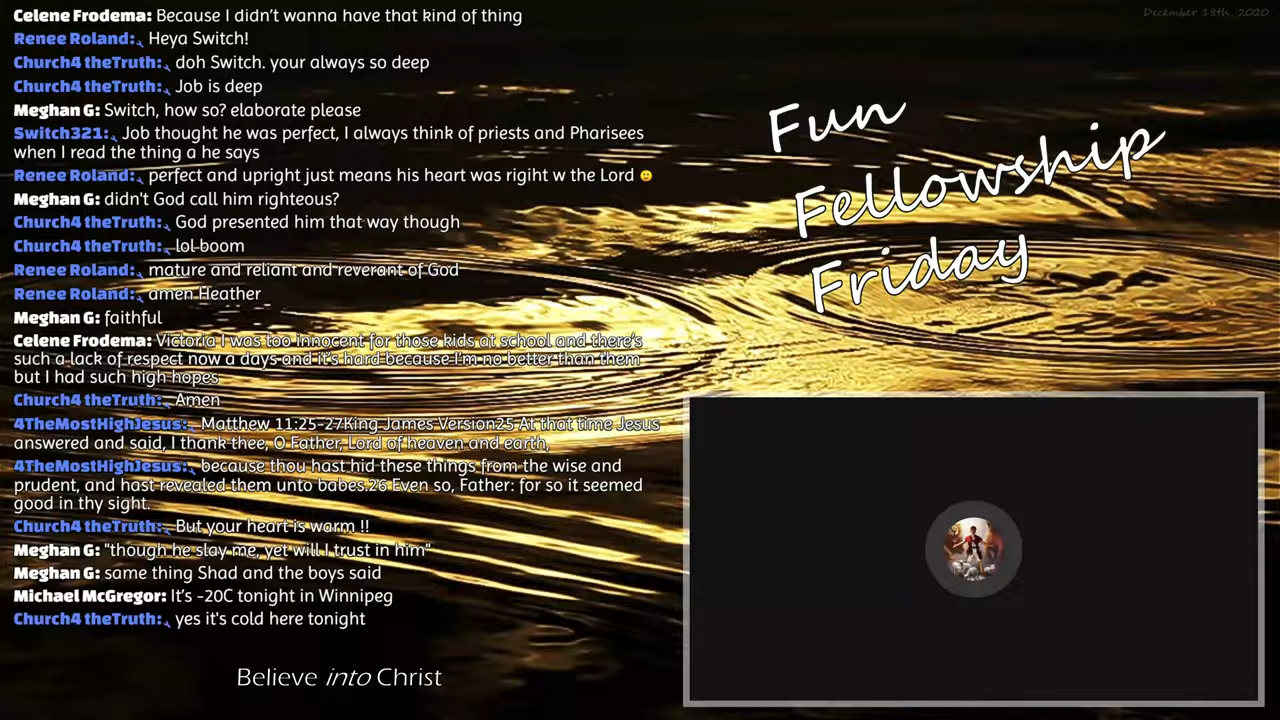 Celene Frodema: Because I didn't wanna have that kind of thing
Renee Roland: Heya Switch!
Church4 theTruth: doh Switch. your always so deep
Church4 theTruth: Job is deep
Meghan G: Switch, how so? elaborate please
Switch321: Job thought he was perfect, I always think of priests and Pharisees
when I read the thing a he says
Renee Roland: perfect and upright just means his heart was rigiht w the Lord 🙂
Meghan G: didn't God call him righteous?
Church4 theTruth: God presented him that way though
Church4 theTruth: lol boom
Renee Roland: mature and reliant and reverant of God
Renee Roland: amen Heather
Meghan G: faithful
Celene Frodema: Victoria I was too innocent for those kids at school and there's
such a lack of respect now a days and it's hard because I'm no better than them
but I had such high hopes
Church4 theTruth: Amen
4TheMostHighJesus: Matthew 11:25-27King James Version25 At that time Jesus
answered and said, I thank thee, O Father, Lord of heaven and earth,
4TheMostHighJesus: because thou hast hid these things from the wise and
prudent, and hast revealed them unto babes.26 Even so, Father: for so it seemed
good in thy sight.
Church4 theTruth: But your heart is warm !!
Meghan G: "though he slay me, yet will I trust in him"
Meghan G: same thing Shad and the boys said
Michael McGregor: It's -20C tonight in Winnipeg
Church4 theTruth: yes it's cold here tonight
Believe into Christ
December 18th, 2020
Fun
Fellowship
Friday